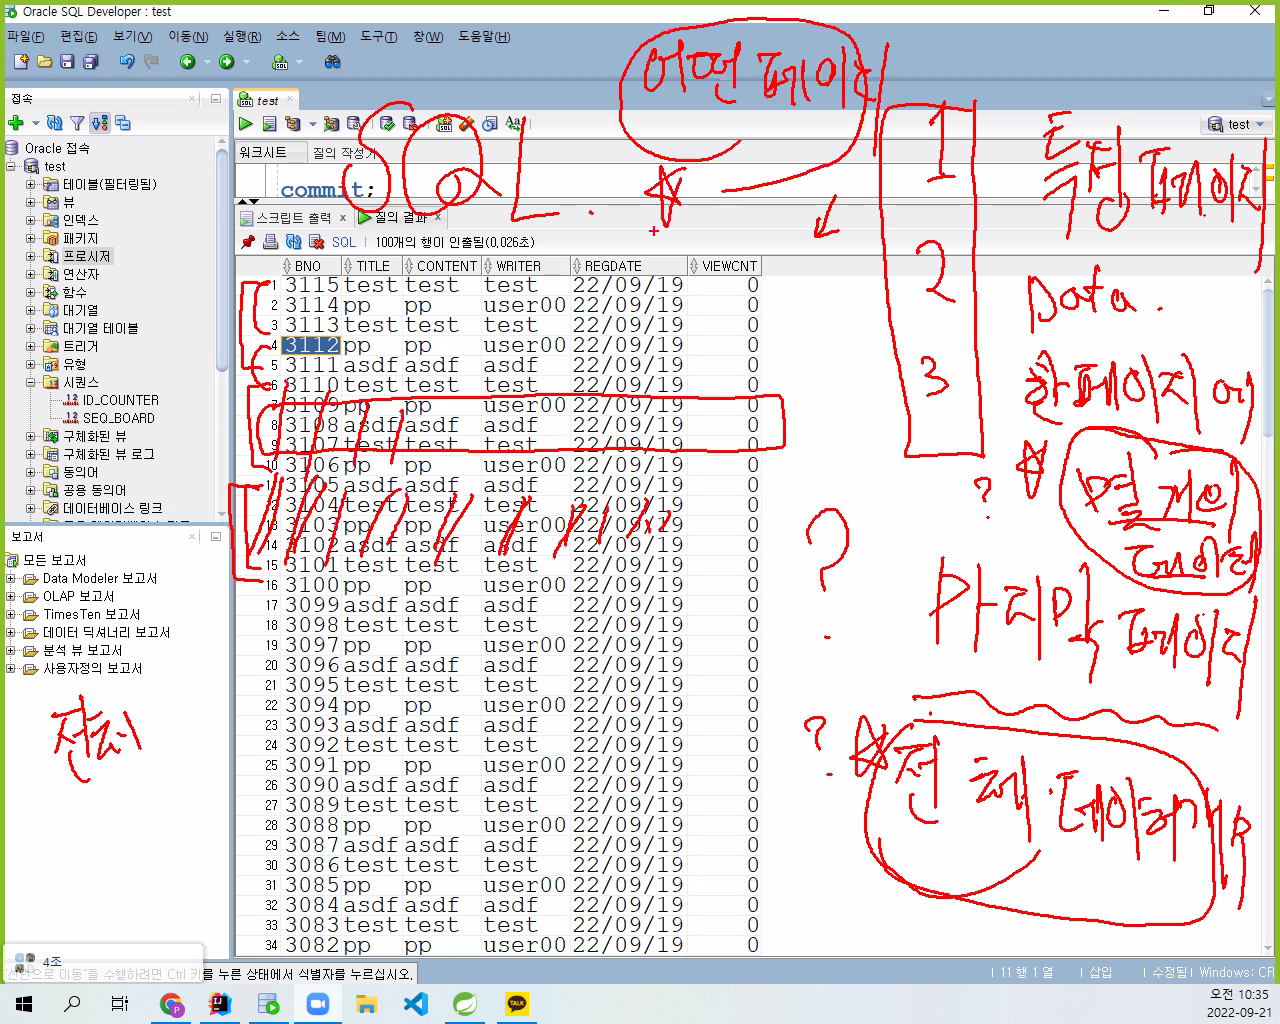 Oracle SQL Developer : test
파일(F) 편집(E) 보기(V) 이동(N) 실행(R) 소스 팀(M) 도구(T) 창(W) 도움말(H)
접속
Oracle 접속
test
테이블(필터링됨)
뷰
인덱스
패키지
프로시저
연산자
함수
대기열
대기열 테이블
트리거
유형
시퀀스
ID_COUNTER
SEQ_BOARD
구체화된 뷰
구체화된 뷰 로그
동의어
공용 동의어
데이터베이스 링크
보고서
모든 보고서
Data Modeler 보고서
OLAP 보고서
TimesTen 보고서
데이터 딕셔너리 보고서
분석 뷰 보고서
사용자정의 보고서
전체
test
test
워크시트 질의 작성기
commit;
스크립트 출력 x 질의 결과 x
SQL | 100개의 행이 인출됨(0,026초)
BNO TITLE CONTENT WRITER REGDATE VIEWCNT
1 3115 test test test 22/09/19 0
2 3114 pp pp user00 22/09/19 0
3 3113 test test test 22/09/19 0
4 3112 pp pp user00 22/09/19 0
5 3111 asdf asdf asdf 22/09/19 0
6 3110 test test test 22/09/19 0
7 3109 pp pp user00 22/09/19 0
8 3108 asdf asdf asdf 22/09/19 0
9 3107 test test test 22/09/19 0
10 3106 pp pp user00 22/09/19 0
11 3105 asdf asdf asdf 22/09/19 0
12 3104 test test test 22/09/19 0
13 3103 pp pp user00 22/09/19 0
14 3102 asdf asdf asdf 22/09/19 0
15 3101 test test test 22/09/19 0
16 3100 pp pp user00 22/09/19 0
17 3099 asdf asdf asdf 22/09/19 0
18 3098 test test test 22/09/19 0
19 3097 pp pp user00 22/09/19 0
20 3096 asdf asdf asdf 22/09/19 0
21 3095 test test test 22/09/19 0
22 3094 pp pp user00 22/09/19 0
23 3093 asdf asdf asdf 22/09/19 0
24 3092 test test test 22/09/19 0
25 3091 pp pp user00 22/09/19 0
26 3090 asdf asdf asdf 22/09/19 0
27 3089 test test test 22/09/19 0
28 3088 pp pp user00 22/09/19 0
29 3087 asdf asdf asdf 22/09/19 0
30 3086 test test test 22/09/19 0
31 3085 pp pp user00 22/09/19 0
32 3084 asdf asdf asdf 22/09/19 0
33 3083 test test test 22/09/19 0
34 3082 pp pp user00 22/09/19 0
SQL.
어떤 페이지
1
2
3
특정 페이지
Data.
한페이지에
?
몇 개의
데이터
?
마지막 페이지
?
전체 데이터개수
4조
"선언으로 이동"을 수행하려면 Ctrl 키를 누른 상태에서 식별자를 누르십시오.
| 11 행 1 열 | 삽입 | 수정됨 | Windows: CR
오전 10:35
2022-09-21